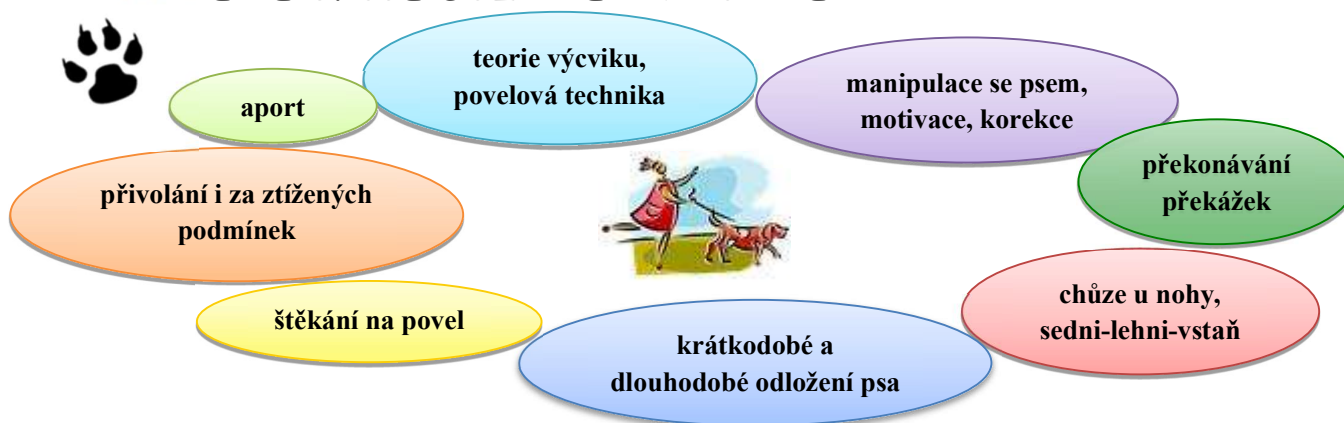 aport
teorie výcviku,
povelová technika
manipulace se psem,
motivace, korekce
překonávání
překážek
přivolání i za ztížených
podmínek
štěkání na povel
krátkodobé a
dlouhodobé odložení psa
chůze u nohy,
sedni-lehni-vstaň